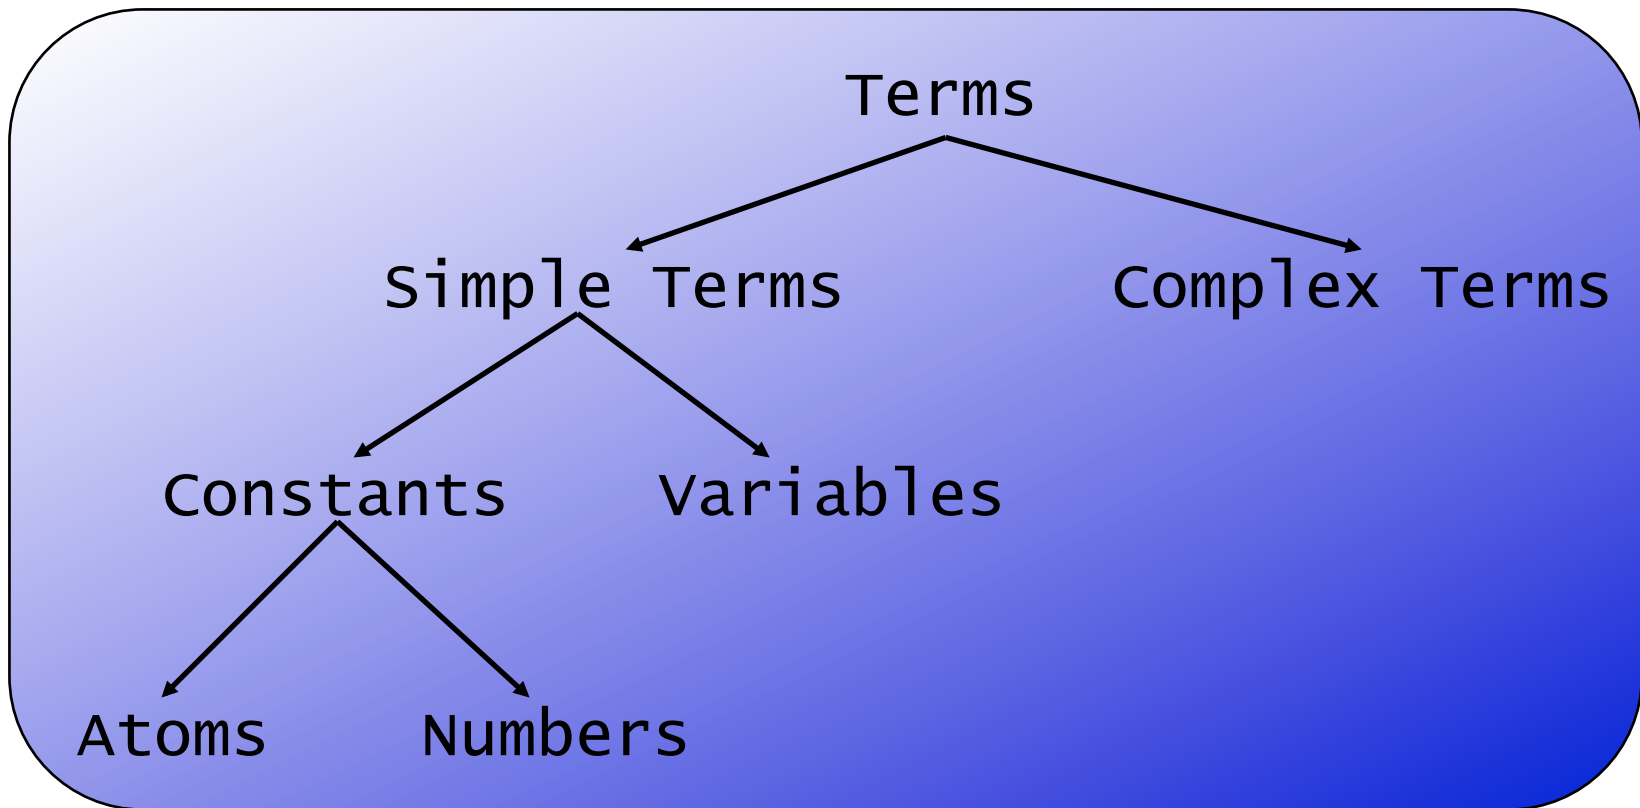 Terms
Simple Terms
Complex Terms
Constants
Variables
Atoms
Numbers